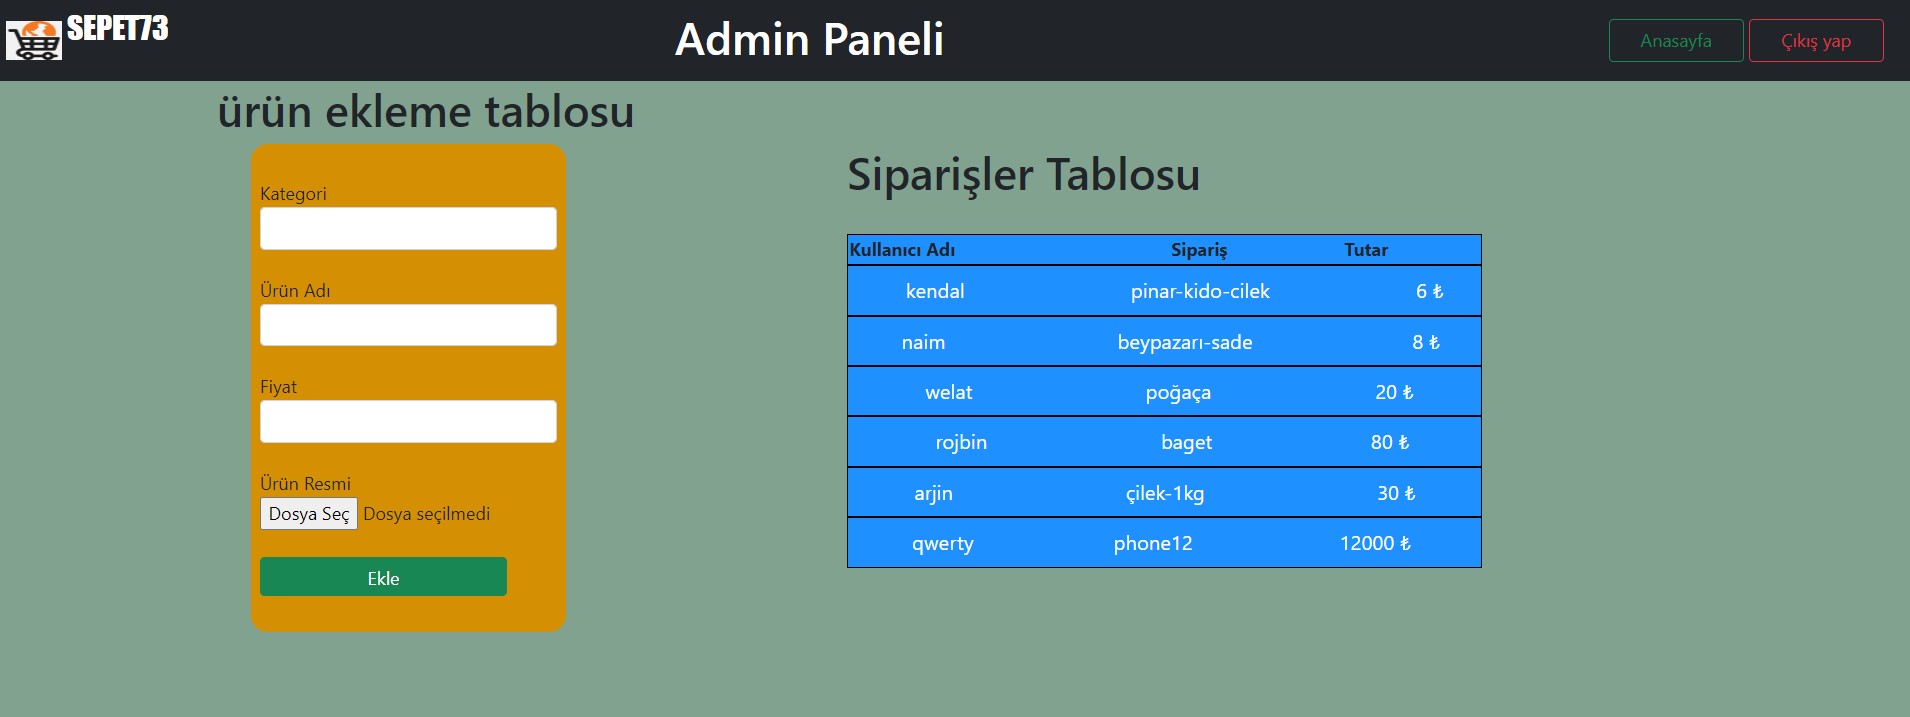 SEPET73
Admin Paneli
Anasayfa
Çıkış yap
ürün ekleme tablosu
Kategori
Ürün Adı
Fiyat
Ürün Resmi
Dosya Seç Dosya seçilmedi
Ekle
Siparişler Tablosu
Kullanıcı Adı Sipariş Tutar
kendal pinar-kido-cilek 6 ₺
naim beypazarı-sade 8 ₺
welat poğaça 20 ₺
rojbin baget 80 ₺
arjin çilek-1kg 30 ₺
qwerty phone12 12000 ₺